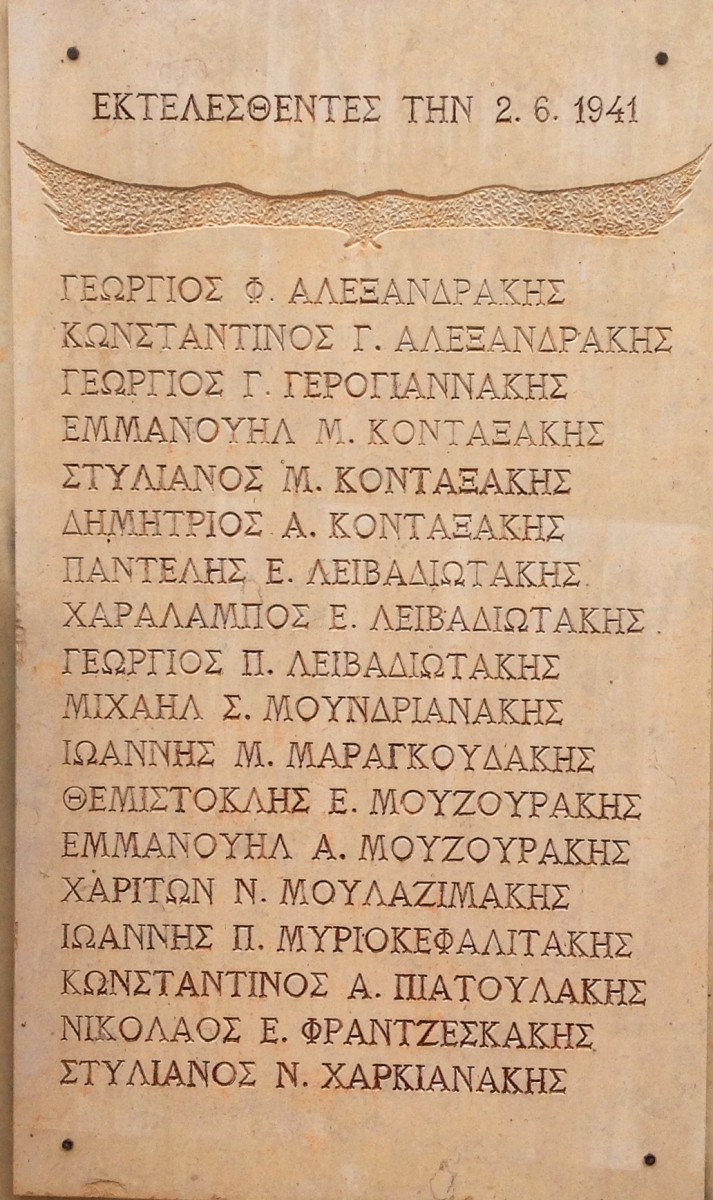 ΕΚΤΕΛΕΣΘΕΝΤΕΣ ΤΗΝ 2. 6. 1941
ΓΕΩΡΓΙΟΣ Φ. ΑΛΕΞΑΝΔΡΑΚΗΣ
ΚΩΝΣΤΑΝΤΙΝΟΣ Γ. ΑΛΕΞΑΝΔΡΑΚΗΣ
ΓΕΩΡΓΙΟΣ Γ. ΓΕΡΟΓΙΑΝΝΑΚΗΣ
ΕΜΜΑΝΟΥΗΛ Μ. ΚΟΝΤΑΞΑΚΗΣ
ΣΤΥΛΙΑΝΟΣ Μ. ΚΟΝΤΑΞΑΚΗΣ
ΔΗΜΗΤΡΙΟΣ Α. ΚΟΝΤΑΞΑΚΗΣ
ΠΑΝΤΕΛΗΣ Ε. ΛΕΙΒΑΔΙΩΤΑΚΗΣ
ΧΑΡΑΛΑΜΠΟΣ Ε. ΛΕΙΒΑΔΙΩΤΑΚΗΣ.
ΓΕΩΡΓΙΟΣ Π. ΛΕΙΒΑΔΙΩΤΑΚΗΣ
ΜΙΧΑΗΛ Σ. ΜΟΥΝΔΡΙΑΝΑΚΗΣ
ΙΩΑΝΝΗΣ Μ. ΜΑΡΑΓΚΟΥΔΑΚΗΣ
ΘΕΜΙΣΤΟΚΛΗΣ Ε. ΜΟΥΖΟΥΡΑΚΗΣ
ΕΜΜΑΝΟΥΗΛ Α. ΜΟΥΖΟΥΡΑΚΗΣ
ΧΑΡΙΤΩΝ Ν. ΜΟΥΛΑΖΙΜΑΚΗΣ
ΙΩΑΝΝΗΣ Π. ΜΥΡΙΟΚΕΦΑΛΙΤΑΚΗΣ
ΚΩΝΣΤΑΝΤΙΝΟΣ Α. ΠΙΑΤΟΥΛΑΚΗΣ
ΝΙΚΟΛΑΟΣ Ε. ΦΡΑΝΤΖΕΣΚΑΚΗΣ
ΣΤΥΛΙΑΝΟΣ Ν. ΧΑΡΚΙΑΝΑΚΗΣ